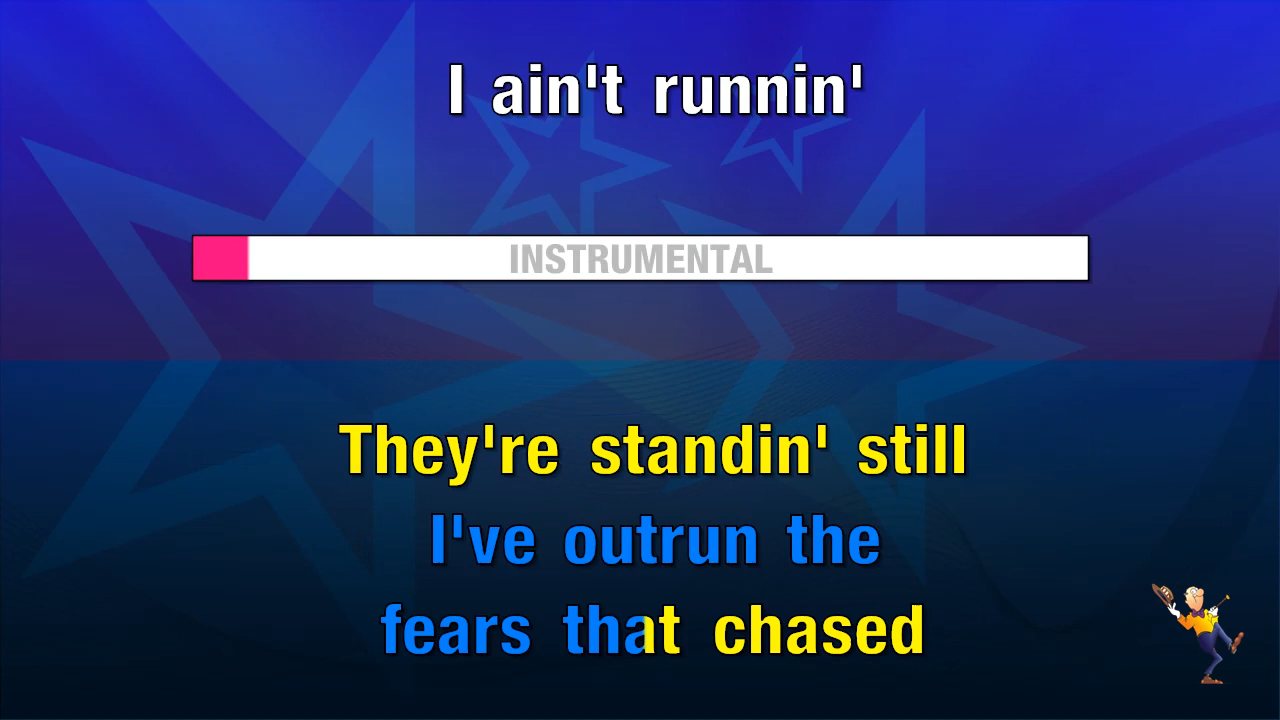 I ain't runnin'
INSTRUMENTAL
They're standin' still
I've outrun the
fears that chased